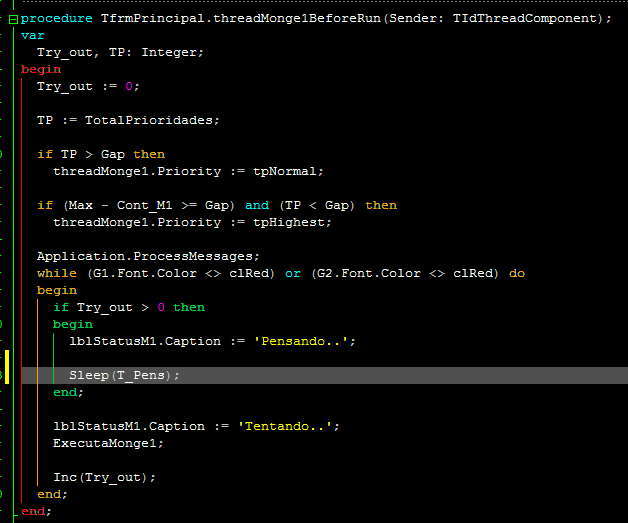 procedure TfrmPrincipal.threadMonge1BeforeRun(Sender: TIdThreadComponent);
var
Try_out, TP: Integer;
begin
Try_out := 0;
TP := TotalPrioridades;
if TP > Gap then
threadMonge1.Priority := tpNormal;
if (Max - Cont_M1 >= Gap) and (TP < Gap) then
threadMonge1.Priority := tpHighest;
Application.ProcessMessages;
while (G1.Font.Color <> clRed) or (G2.Font.Color <> clRed) do
begin
if Try_out > 0 then
begin
lblStatusM1.Caption := 'Pensando..';
Sleep(T_Pens);
end;
lblStatusM1.Caption := 'Tentando..';
ExecutaMonge1;
Inc(Try_out);
end;
end;